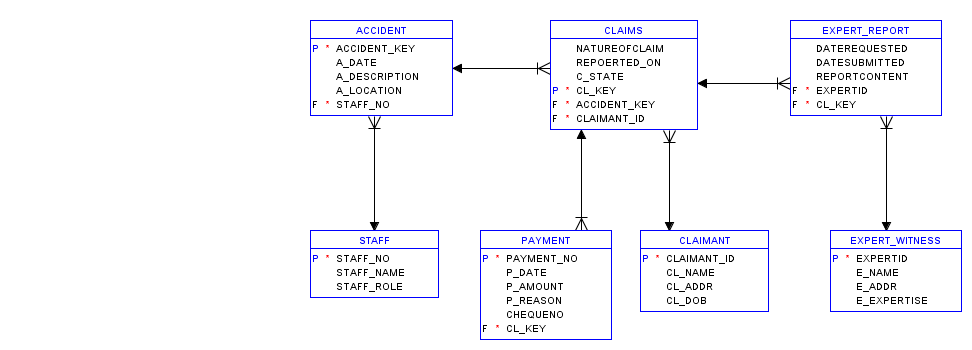 ACCIDENT
P * ACCIDENT_KEY
A_DATE
A_DESCRIPTION
A_LOCATION
F * STAFF_NO
CLAIMS
NATUREOFCLAIM
REPOERTED_ON
C_STATE
P * CL_KEY
F * ACCIDENT_KEY
F * CLAIMANT_ID
EXPERT_REPORT
DATEREQUESTED
DATESUBMITTED
REPORTCONTENT
F * EXPERTID
F * CL_KEY
STAFF
P * STAFF_NO
STAFF_NAME
STAFF_ROLE
PAYMENT
P * PAYMENT_NO
P_DATE
P_AMOUNT
P_REASON
CHEQUENO
F * CL_KEY
CLAIMANT
P * CLAIMANT_ID
CL_NAME
CL_ADDR
CL_DOB
EXPERT_WITNESS
P * EXPERTID
E_NAME
E_ADDR
E_EXPERTISE